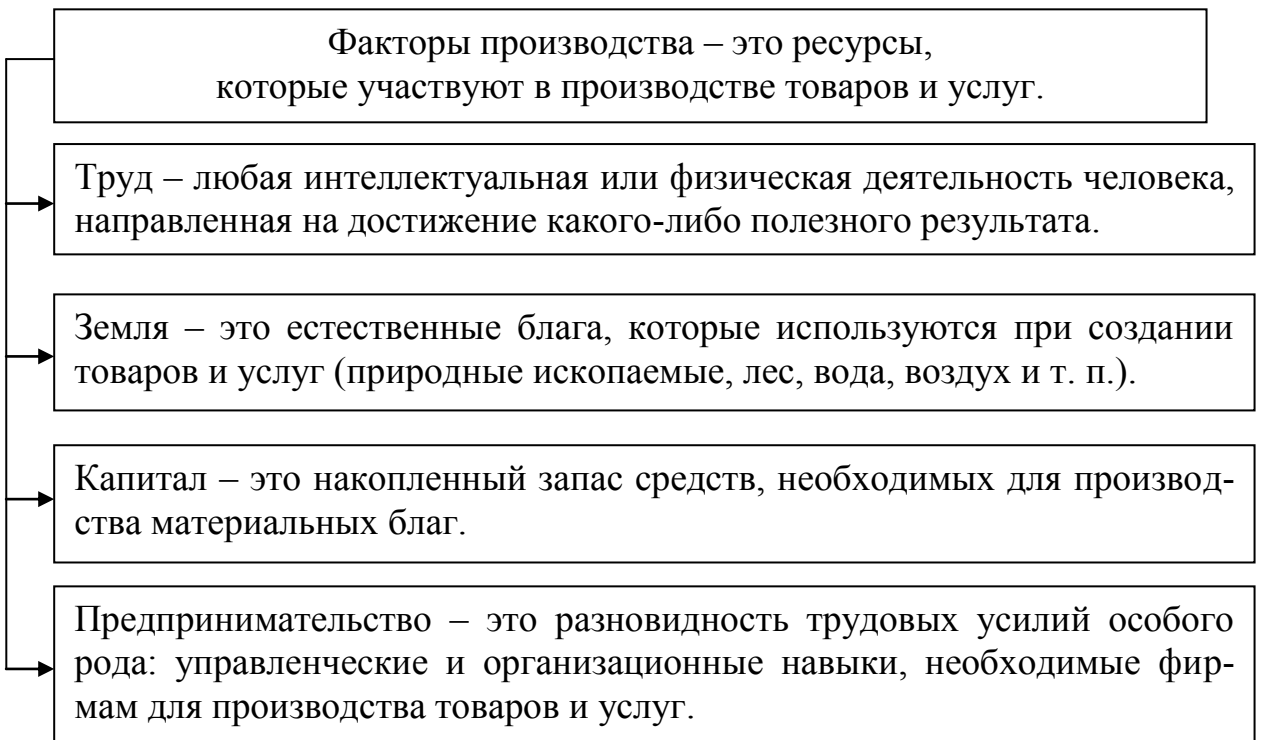 Факторы производства – это ресурсы,
которые участвуют в производстве товаров и услуг.
Труд – любая интеллектуальная или физическая деятельность человека,
направленная на достижение какого-либо полезного результата.
Земля – это естественные блага, которые используются при создании
товаров и услуг (природные ископаемые, лес, вода, воздух и т. п.).
Капитал – это накопленный запас средств, необходимых для производ-
ства материальных благ.
Предпринимательство – это разновидность трудовых усилий особого
рода: управленческие и организационные навыки, необходимые фир-
мам для производства товаров и услуг.